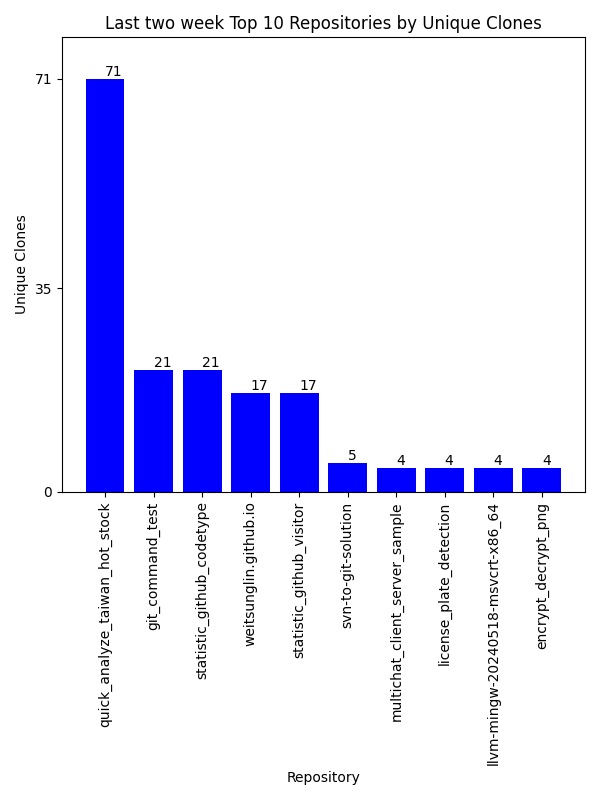 Last two week Top 10 Repositories by Unique Clones
Unique Clones
71
35
0
71
21
21
17
17
5
4
4
4
4
quick_analyze_taiwan_hot_stock
git_command_test
statistic_github_codetype
weitsunglin.github.io
statistic_github_visitor
svn-to-git-solution
multichat_client_server_sample
license_plate_detection
llvm-mingw-20240518-msvcrt-x86_64
encrypt_decrypt_png
Repository